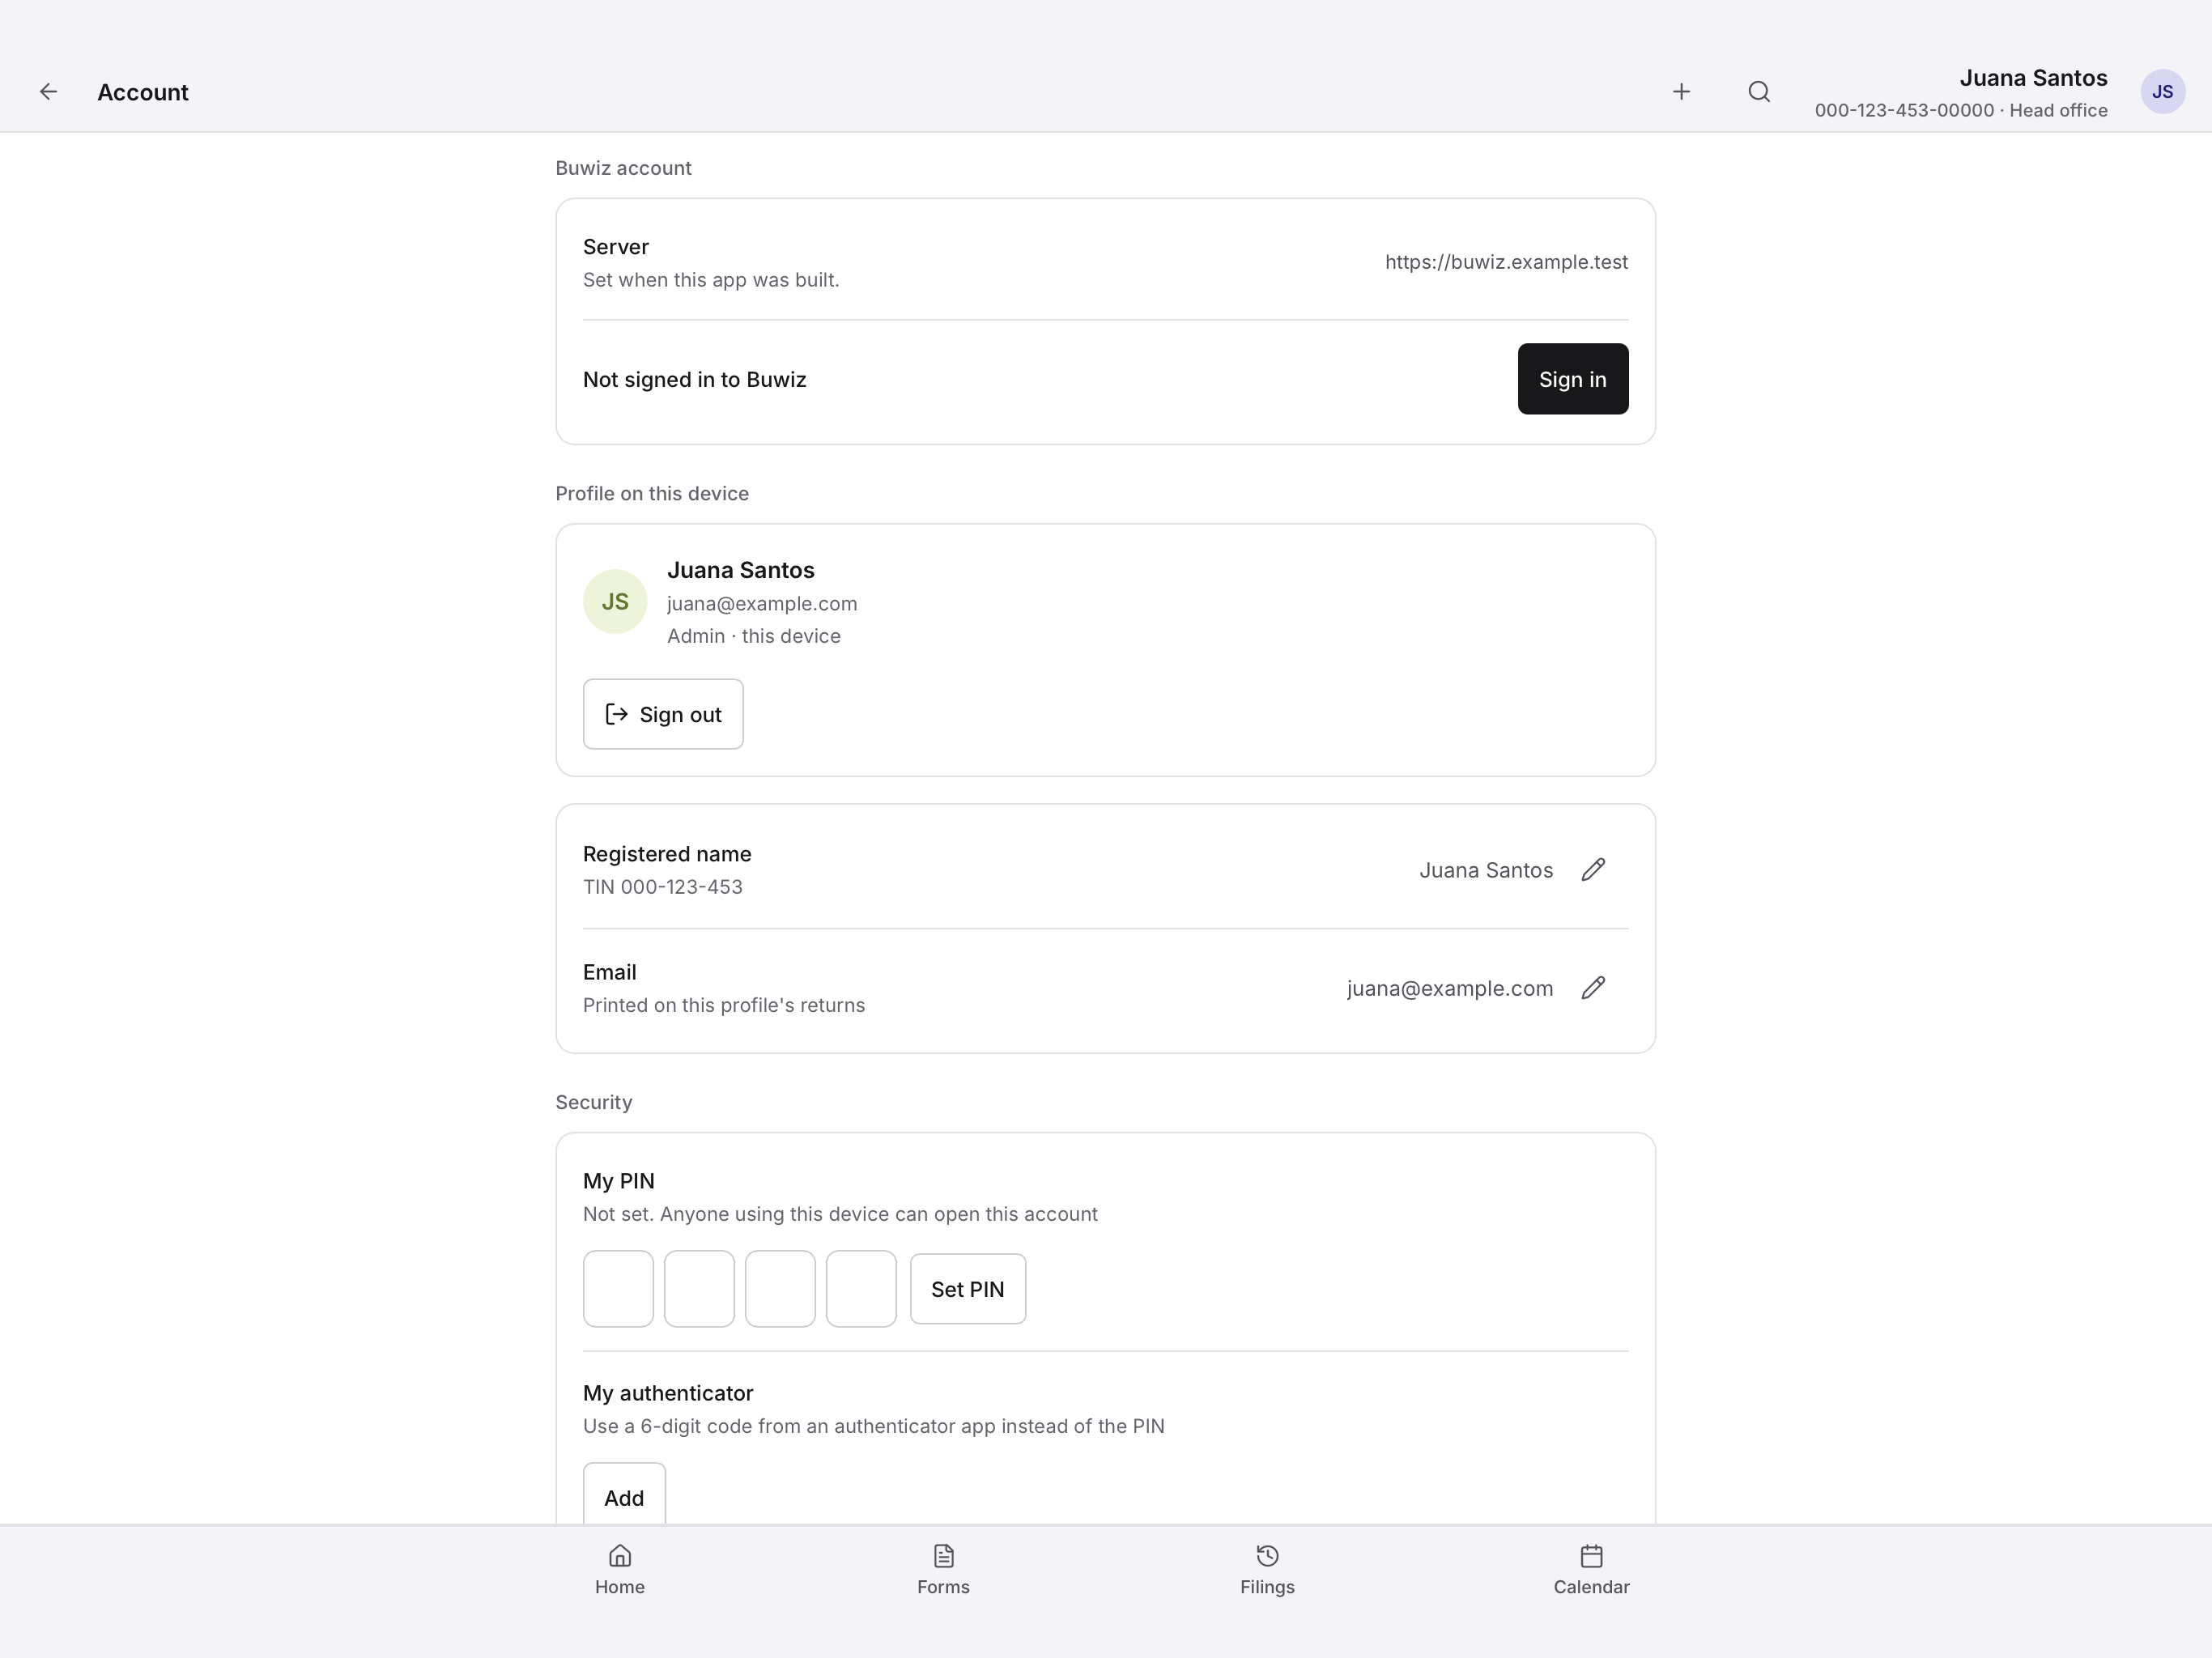 Account
Juana Santos
000-123-453-00000 · Head office
JS
Buwiz account
Server
Set when this app was built.
https://buwiz.example.test
Not signed in to Buwiz
Sign in
Profile on this device
JS
Juana Santos
juana@example.com
Admin · this device
Sign out
Registered name
TIN 000-123-453
Juana Santos
Email
Printed on this profile's returns
juana@example.com
Security
My PIN
Not set. Anyone using this device can open this account
Set PIN
My authenticator
Use a 6-digit code from an authenticator app instead of the PIN
Add
Home
Forms
Filings
Calendar